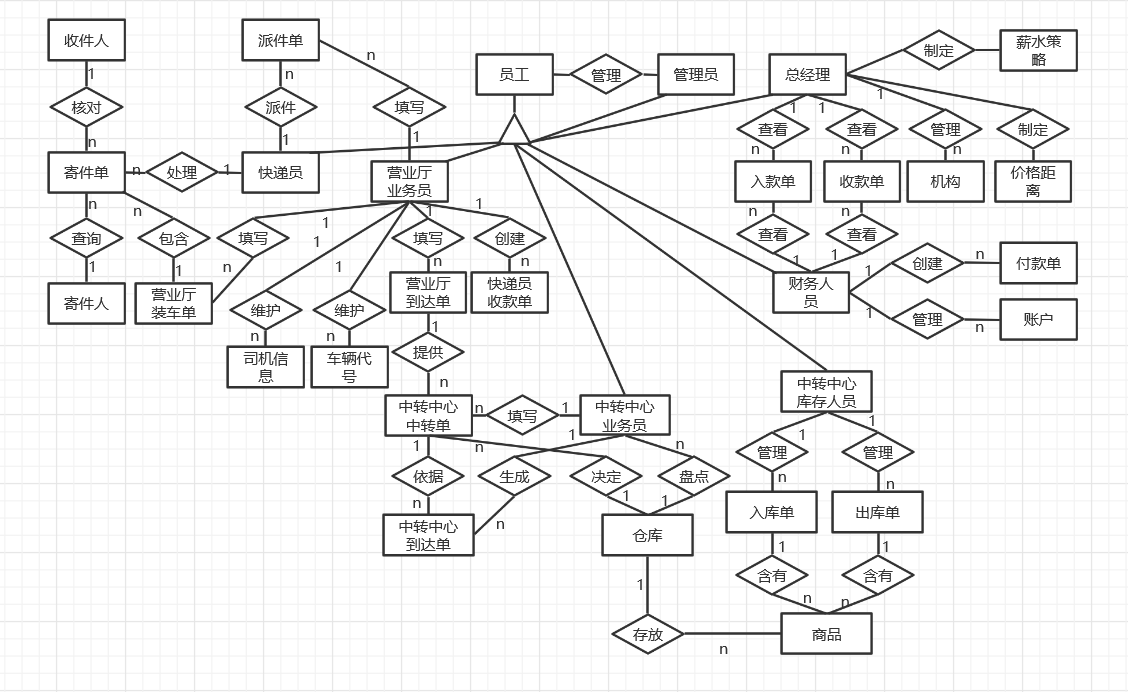 收件人
派件单
n
员工
管理
管理员
总经理
制定
薪水策
略
1
n
核对
派件
填写
1
1
1
查看
查看
管理
制定
n
1
1
n
n
n
寄件单
n
处理
1
快递员
营业厅
业务员
入款单
收款单
机构
价格距
离
n
n
1
1
1
1
n
n
查询
包含
填写
填写
创建
查看
查看
1
1
1
1
n
n
n
1
1
1
创建
n
付款单
寄件人
营业厅
装车单
维护
维护
营业厅
到达单
快递员
收款单
财务人
员
1
管理
n
账户
n
n
1
司机信
息
车辆代
号
提供
n
中转中心
库存人员
中转中心
中转单
n
填写
1
中转中心
业务员
1
1
1
n
1
n
依据
生成
决定
盘点
管理
管理
n
n
1
1
n
n
中转中心
到达单
仓库
入库单
出库单
1
1
1
含有
含有
n
n
存放
n
商品